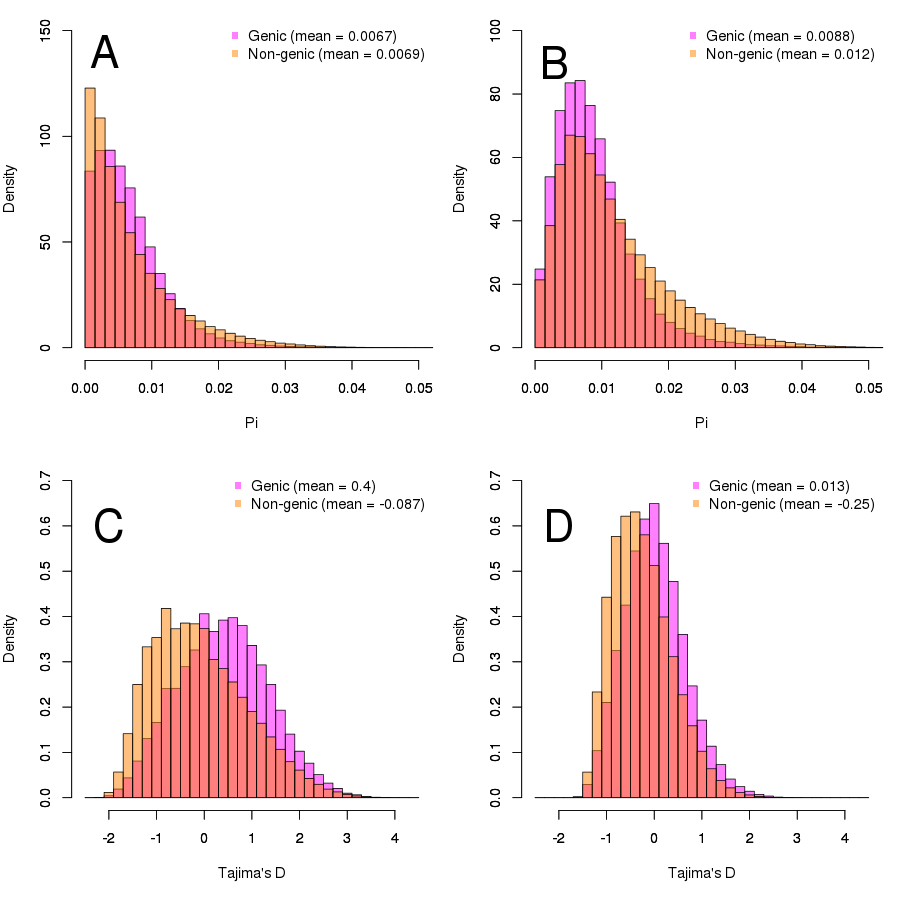 A
Genic (mean = 0.0067)
Non-genic (mean = 0.0069)
Density
0 50 100 150
0.00 0.01 0.02 0.03 0.04 0.05
Pi
B
Genic (mean = 0.0088)
Non-genic (mean = 0.012)
Density
0 20 40 60 80 100
0.00 0.01 0.02 0.03 0.04 0.05
Pi
C
Genic (mean = 0.4)
Non-genic (mean = -0.087)
Density
0.0 0.1 0.2 0.3 0.4 0.5 0.6 0.7
-2 -1 0 1 2 3 4
Tajima's D
D
Genic (mean = 0.013)
Non-genic (mean = -0.25)
Density
0.0 0.1 0.2 0.3 0.4 0.5 0.6 0.7
-2 -1 0 1 2 3 4
Tajima's D